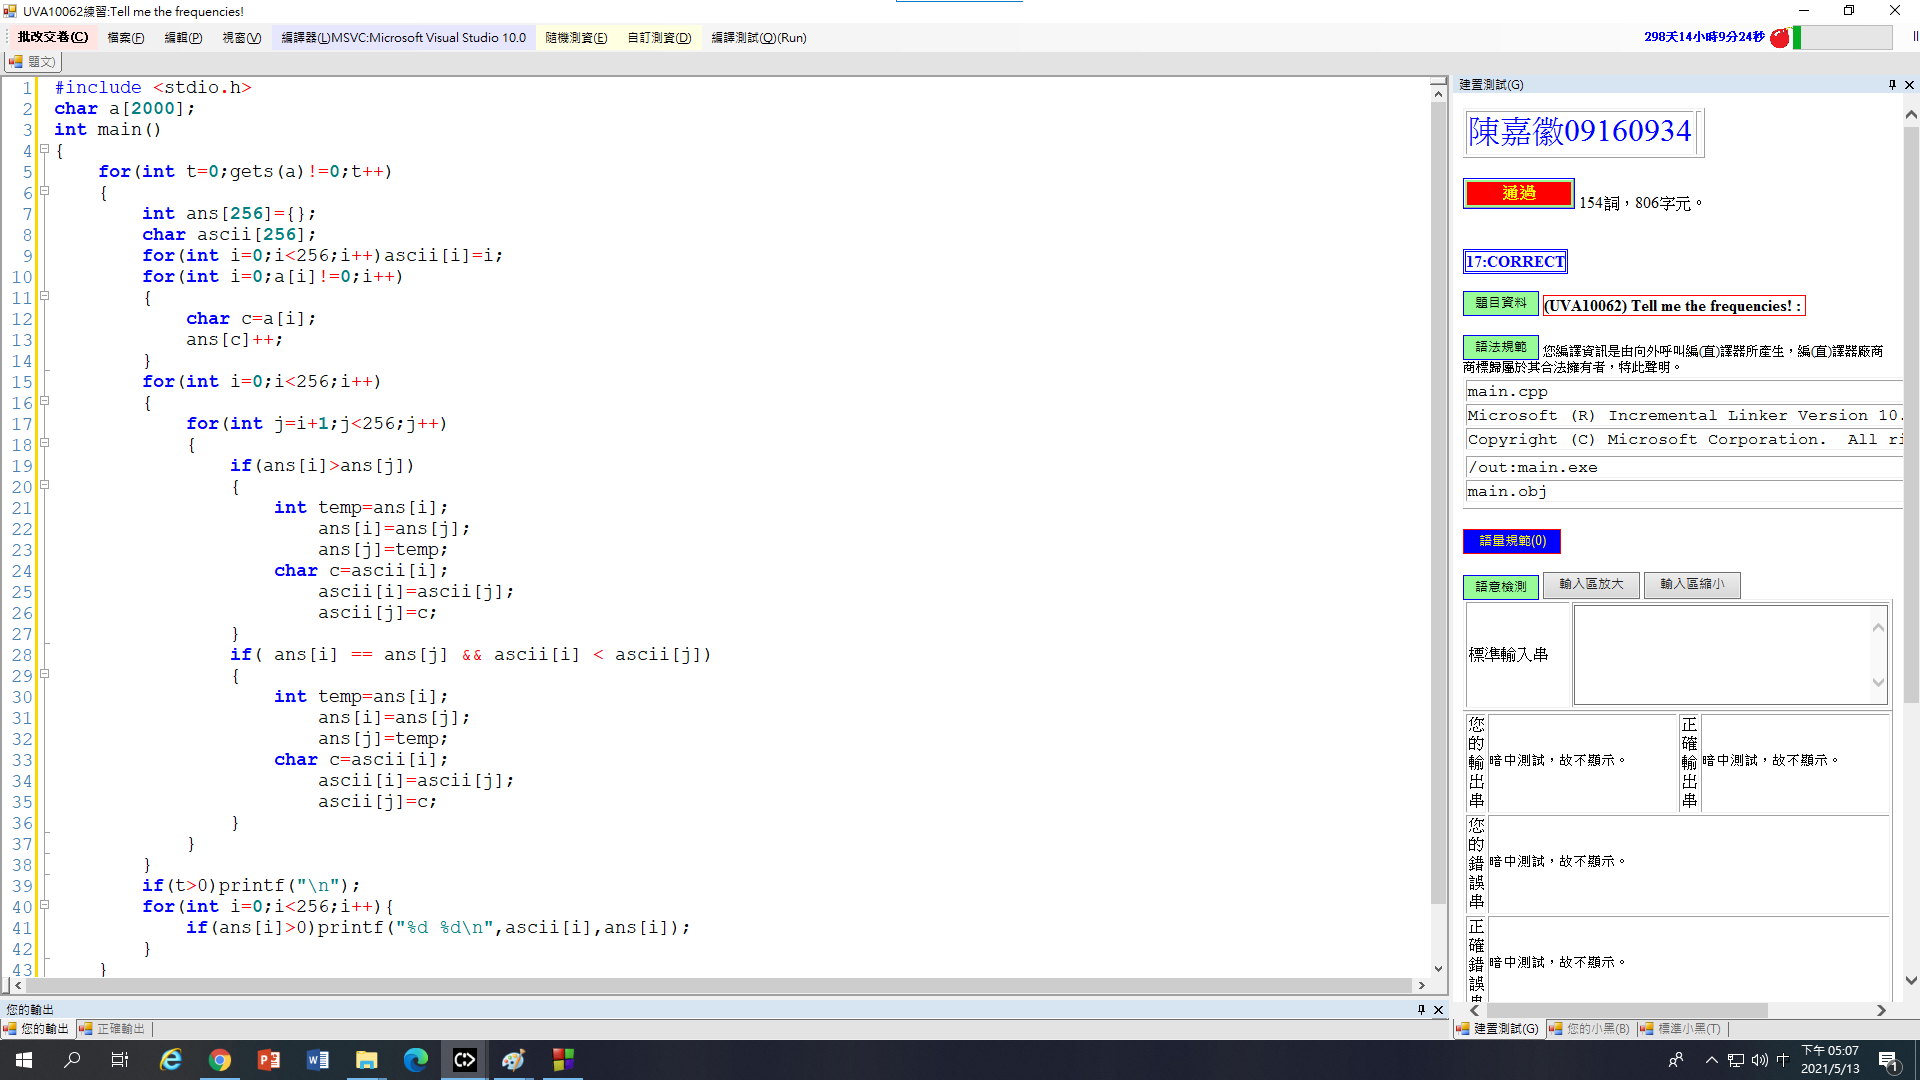 UVA10062練習:Tell me the frequencies!
批改交卷(C) 檔案(F) 編輯(P) 視窗(V) 編譯器(L)MSVC:Microsoft Visual Studio 10.0 隨機測資(E) 自訂測資(D) 編譯測試(Q)(Run) 298天14小時9分24秒
題文)
1 #include <stdio.h>
2 char a[2000];
3 int main()
4 {
5 for(int t=0;gets(a)!=0;t++)
6 {
7 int ans[256]={};
8 char ascii[256];
9 for(int i=0;i<256;i++)ascii[i]=i;
10 for(int i=0;a[i]!=0;i++)
11 {
12 char c=a[i];
13 ans[c]++;
14 }
15 for(int i=0;i<256;i++)
16 {
17 for(int j=i+1;j<256;j++)
18 {
19 if(ans[i]>ans[j])
20 {
21 int temp=ans[i];
22 ans[i]=ans[j];
23 ans[j]=temp;
24 char c=ascii[i];
25 ascii[i]=ascii[j];
26 ascii[j]=c;
27 }
28 if( ans[i] == ans[j] && ascii[i] < ascii[j])
29 {
30 int temp=ans[i];
31 ans[i]=ans[j];
32 ans[j]=temp;
33 char c=ascii[i];
34 ascii[i]=ascii[j];
35 ascii[j]=c;
36 }
37 }
38 }
39 if(t>0)printf("\n");
40 for(int i=0;i<256;i++){
41 if(ans[i]>0)printf("%d %d\n",ascii[i],ans[i]);
42 }
43 }
您的輸出
您的輸出 正確輸出
建置測試(G)
陳嘉徽09160934
通過 154詞，806字元。
17:CORRECT
題目資料 (UVA10062) Tell me the frequencies! :
語法規範 您編譯資訊是由向外呼叫編(直)譯器所產生，編(直)譯器廠商
商標歸屬於其合法擁有者，特此聲明。
main.cpp
Microsoft (R) Incremental Linker Version 10.
Copyright (C) Microsoft Corporation. All ri
/out:main.exe
main.obj
語量規範(0)
語意檢測 輸入區放大 輸入區縮小
標準輸入串
您的輸出串 暗中測試，故不顯示。 正確輸出串 暗中測試，故不顯示。
您的錯誤串 暗中測試，故不顯示。
正確錯誤串 暗中測試，故不顯示。
建置測試(G) 您的小黑(B) 標準小黑(T)
中 下午 05:07
2021/5/13
1